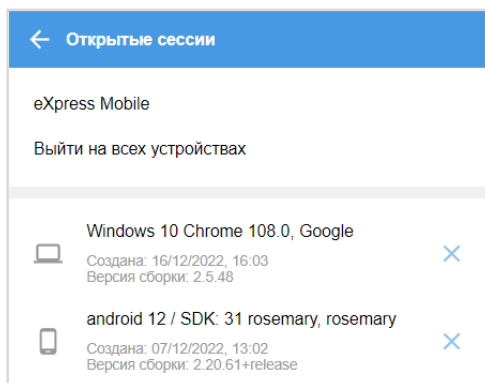 Открытые сессии
eXpress Mobile
Выйти на всех устройствах
Windows 10 Chrome 108.0, Google
Создана: 16/12/2022, 16:03
Версия сборки: 2.5.48
android 12 / SDK: 31 rosemary, rosemary
Создана: 07/12/2022, 13:02
Версия сборки: 2.20.61+release